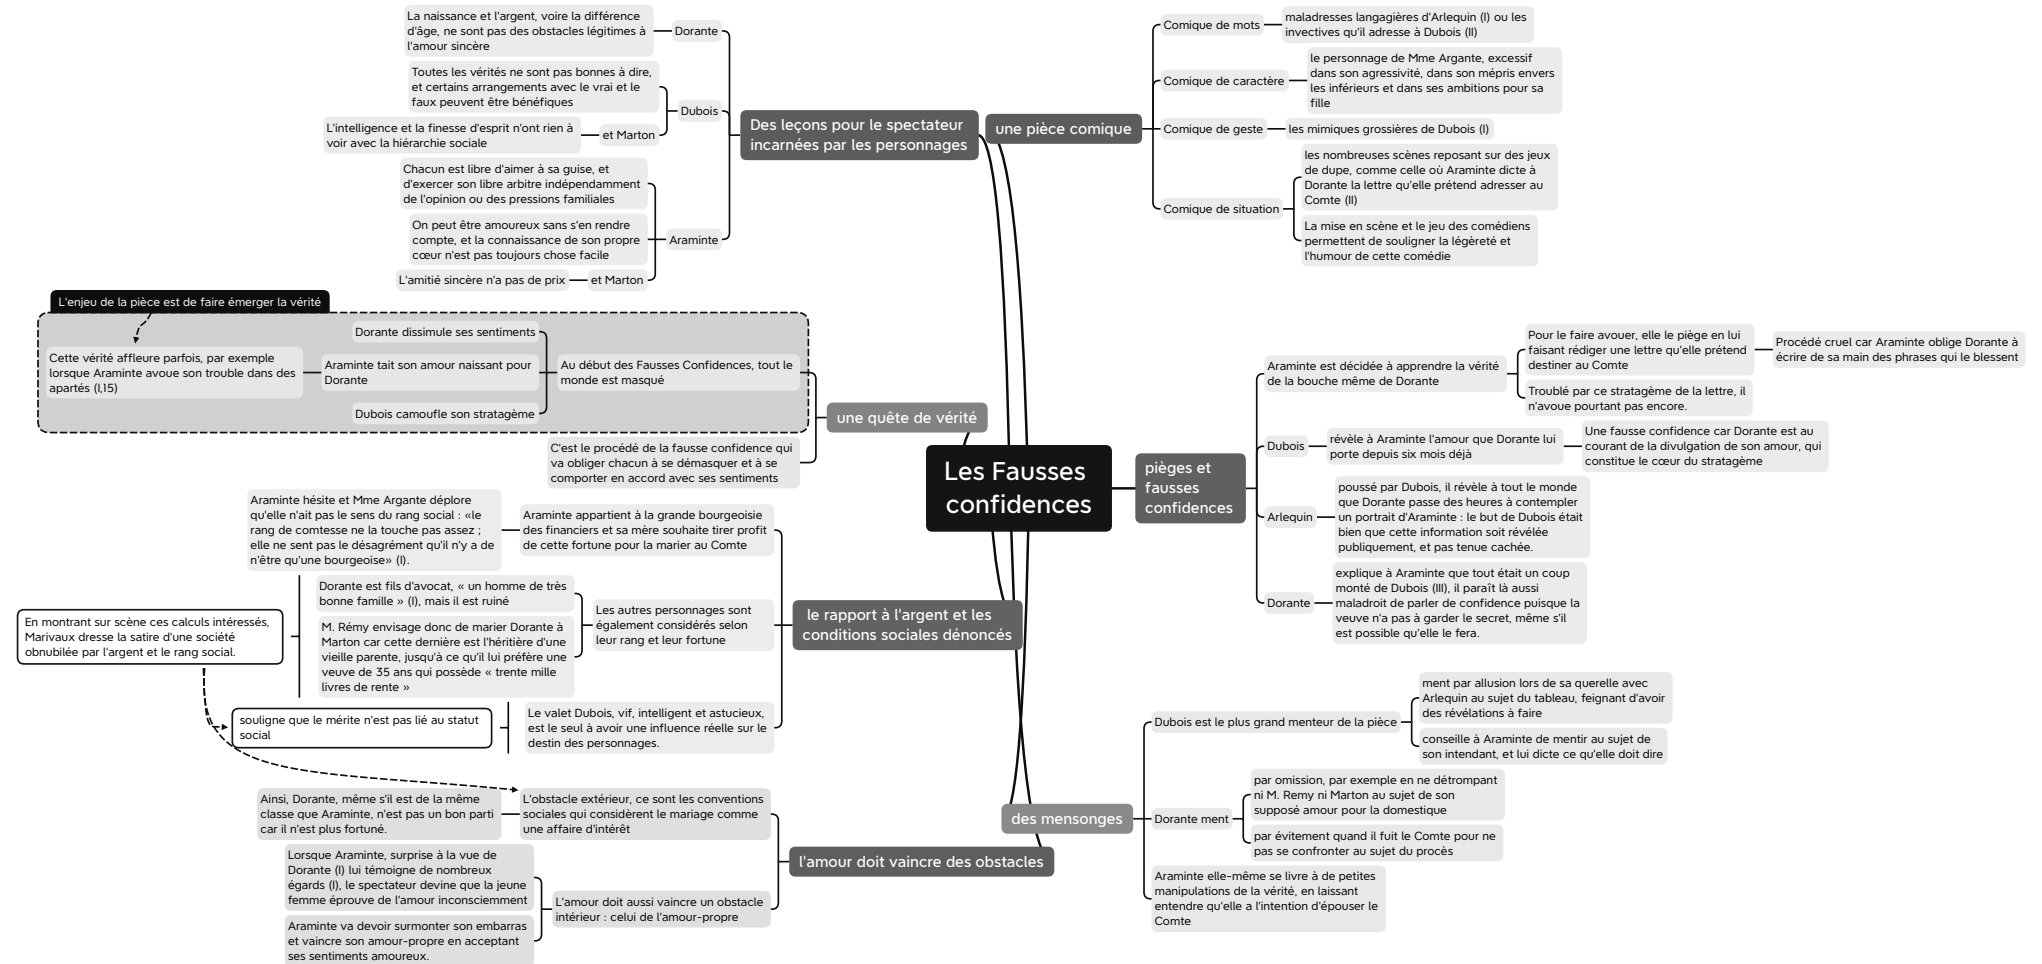 Les Fausses
confidences
une pièce comique
Comique de mots
maladresses langagières d'Arlequin (I) ou les
invectives qu'il adresse à Dubois (II)
Comique de caractère
le personnage de Mme Argante, excessif
dans son agressivité, dans son mépris envers
les inférieurs et dans ses ambitions pour sa
fille
Comique de geste
les mimiques grossières de Dubois (I)
Comique de situation
les nombreuses scènes reposant sur des jeux
de dupe, comme celle où Araminte dicte à
Dorante la lettre qu'elle prétend adresser au
Comte (II)
La mise en scène et le jeu des comédiens
permettent de souligner la légèreté et
l'humour de cette comédie
pièges et
fausses
confidences
Araminte est décidée à apprendre la vérité
de la bouche même de Dorante
Pour le faire avouer, elle le piège en lui
faisant rédiger une lettre qu'elle prétend
destiner au Comte
Procédé cruel car Araminte oblige Dorante à
écrire de sa main des phrases qui le blessent
Troublé par ce stratagème de la lettre, il
n'avoue pourtant pas encore.
Dubois
révèle à Araminte l'amour que Dorante lui
porte depuis six mois déjà
Une fausse confidence car Dorante est au
courant de la divulgation de son amour, qui
constitue le cœur du stratagème
Arlequin
poussé par Dubois, il révèle à tout le monde
que Dorante passe des heures à contempler
un portrait d'Araminte : le but de Dubois était
bien que cette information soit révélée
publiquement, et pas tenue cachée.
Dorante
explique à Araminte que tout était un coup
monté de Dubois (III), il paraît là aussi
maladroit de parler de confidence puisque la
veuve n'a pas à garder le secret, même s'il
est possible qu'elle le fera.
des mensonges
Dubois est le plus grand menteur de la pièce
ment par allusion lors de sa querelle avec
Arlequin au sujet du tableau, feignant d'avoir
des révélations à faire
conseille à Araminte de mentir au sujet de
son intendant, et lui dicte ce qu'elle doit dire
Dorante ment
par omission, par exemple en ne détrompant
ni M. Remy ni Marton au sujet de son
supposé amour pour la domestique
par évitement quand il fuit le Comte pour ne
pas se confronter au sujet du procès
Araminte elle-même se livre à de petites
manipulations de la vérité, en laissant
entendre qu'elle a l'intention d'épouser le
Comte
Des leçons pour le spectateur
incarnées par les personnages
Dorante
La naissance et l'argent, voire la différence
d'âge, ne sont pas des obstacles légitimes à
l'amour sincère
Dubois
Toutes les vérités ne sont pas bonnes à dire,
et certains arrangements avec le vrai et le
faux peuvent être bénéfiques
et Marton
L'intelligence et la finesse d'esprit n'ont rien à
voir avec la hiérarchie sociale
Araminte
Chacun est libre d'aimer à sa guise, et
d'exercer son libre arbitre indépendamment
de l'opinion ou des pressions familiales
On peut être amoureux sans s'en rendre
compte, et la connaissance de son propre
cœur n'est pas toujours chose facile
et Marton
L'amitié sincère n'a pas de prix
une quête de vérité
L'enjeu de la pièce est de faire émerger la vérité
Au début des Fausses Confidences, tout le
monde est masqué
Dorante dissimule ses sentiments
Araminte tait son amour naissant pour
Dorante
Cette vérité affleure parfois, par exemple
lorsque Araminte avoue son trouble dans des
apartés (I,15)
Dubois camoufle son stratagème
C'est le procédé de la fausse confidence qui
va obliger chacun à se démasquer et à se
comporter en accord avec ses sentiments
le rapport à l'argent et les
conditions sociales dénoncés
Araminte appartient à la grande bourgeoisie
des financiers et sa mère souhaite tirer profit
de cette fortune pour la marier au Comte
Araminte hésite et Mme Argante déplore
qu'elle n'ait pas le sens du rang social : «le
rang de comtesse ne la touche pas assez ;
elle ne sent pas le désagrément qu'il n'y a de
n'être qu'une bourgeoise» (I).
Les autres personnages sont
également considérés selon
leur rang et leur fortune
Dorante est fils d'avocat, « un homme de très
bonne famille » (I), mais il est ruiné
M. Rémy envisage donc de marier Dorante à
Marton car cette dernière est l'héritière d'une
vieille parente, jusqu'à ce qu'il lui préfère une
veuve de 35 ans qui possède « trente mille
livres de rente »
En montrant sur scène ces calculs intéressés,
Marivaux dresse la satire d'une société
obnubilée par l'argent et le rang social.
Le valet Dubois, vif, intelligent et astucieux,
est le seul à avoir une influence réelle sur le
destin des personnages.
souligne que le mérite n'est pas lié au statut
social
l'amour doit vaincre des obstacles
L'obstacle extérieur, ce sont les conventions
sociales qui considèrent le mariage comme
une affaire d'intérêt
Ainsi, Dorante, même s'il est de la même
classe que Araminte, n'est pas un bon parti
car il n'est plus fortuné.
L'amour doit aussi vaincre un obstacle
intérieur : celui de l'amour-propre
Lorsque Araminte, surprise à la vue de
Dorante (I) lui témoigne de nombreux
égards (I), le spectateur devine que la jeune
femme éprouve de l'amour inconsciemment
Araminte va devoir surmonter son embarras
et vaincre son amour-propre en acceptant
ses sentiments amoureux.